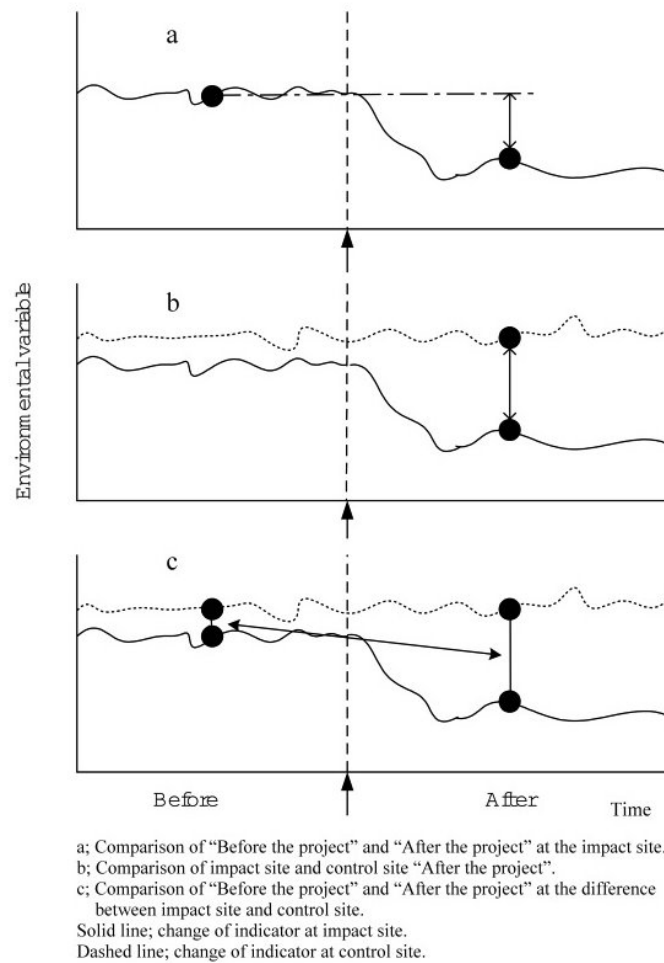 a
b
Environmental variable
c
Before After Time
a; Comparison of “Before the project” and “After the project” at the impact site.
b; Comparison of impact site and control site “After the project”.
c; Comparison of “Before the project” and “After the project” at the difference
between impact site and control site.
Solid line; change of indicator at impact site.
Dashed line; change of indicator at control site.